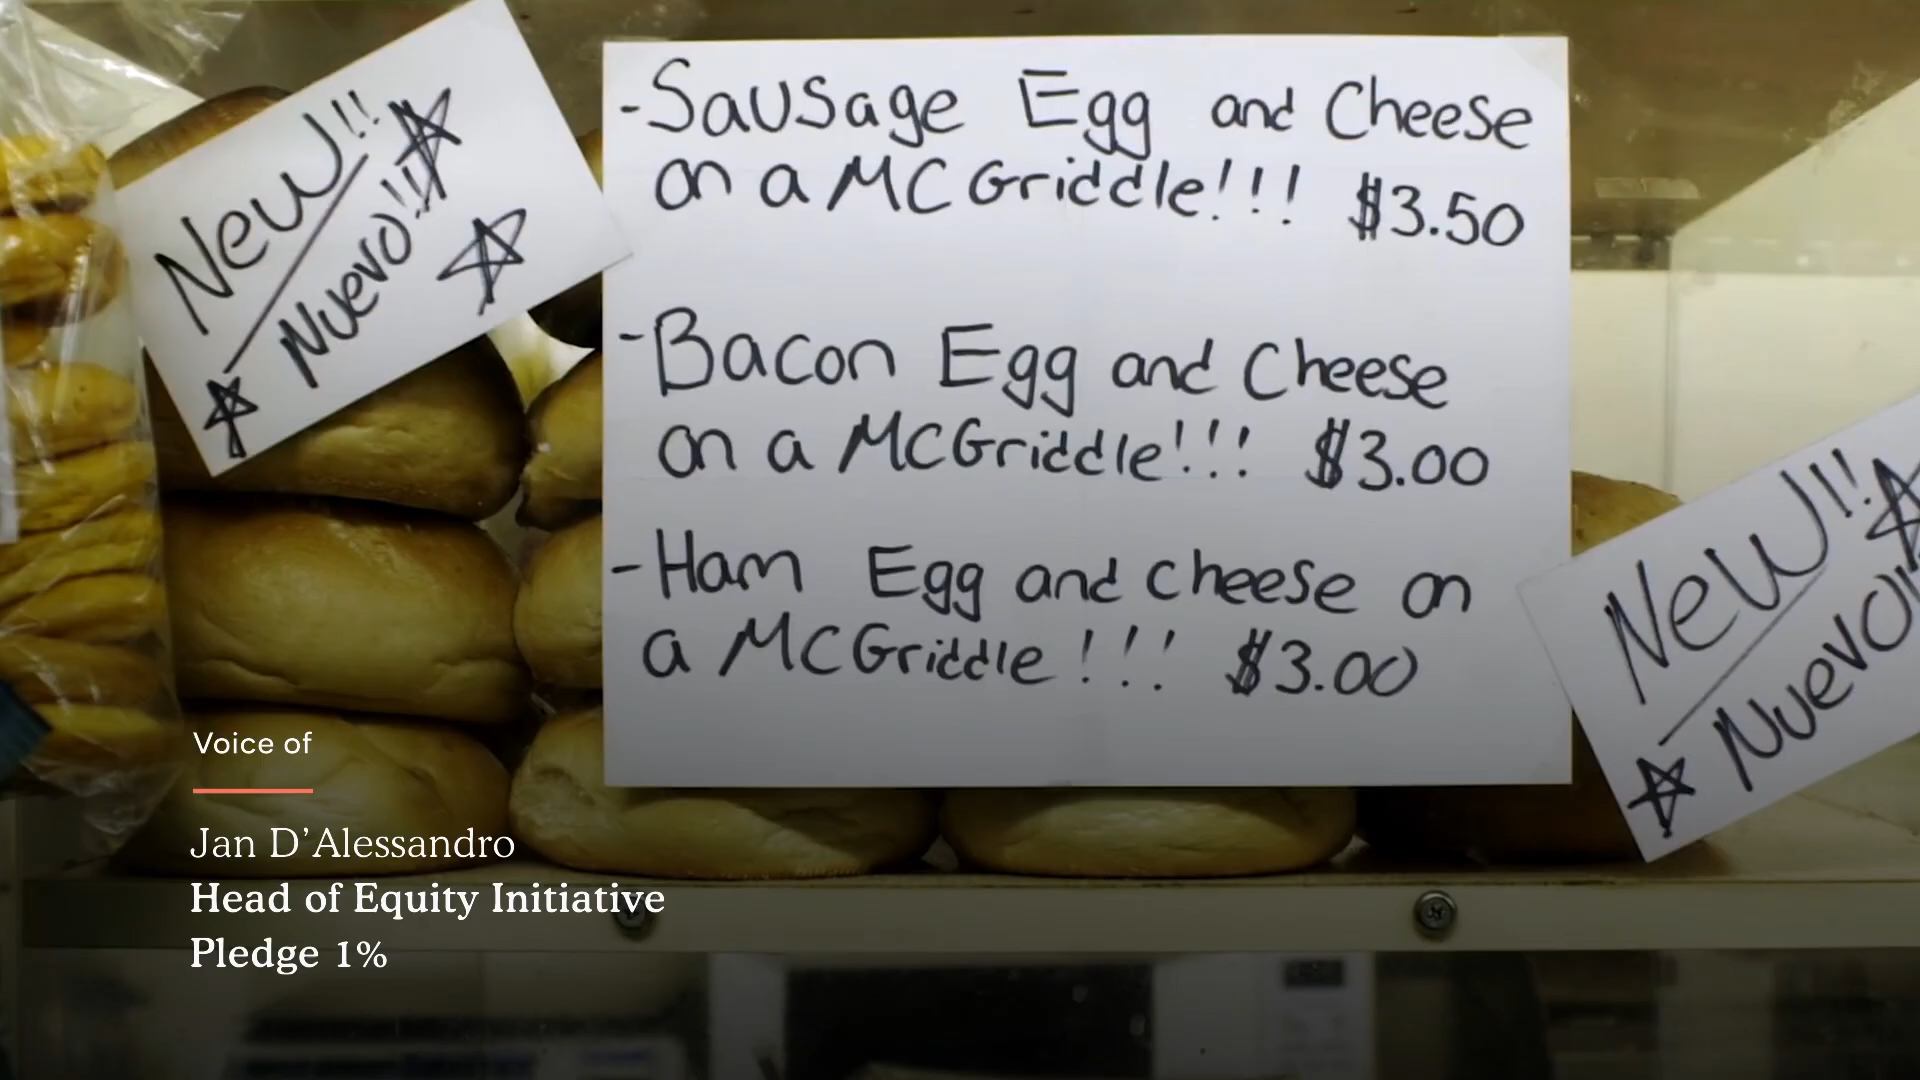 New!!
Nuevo!!
-Sausage Egg and Cheese
on a MCGriddle!!! $3.50
-Bacon Egg and Cheese
on a MCGriddle!!! $3.00
-Ham Egg and cheese on
a MCGriddle!!! $3.00
New!!
Nuevo!
Voice of
Jan D’Alessandro
Head of Equity Initiative
Pledge 1%